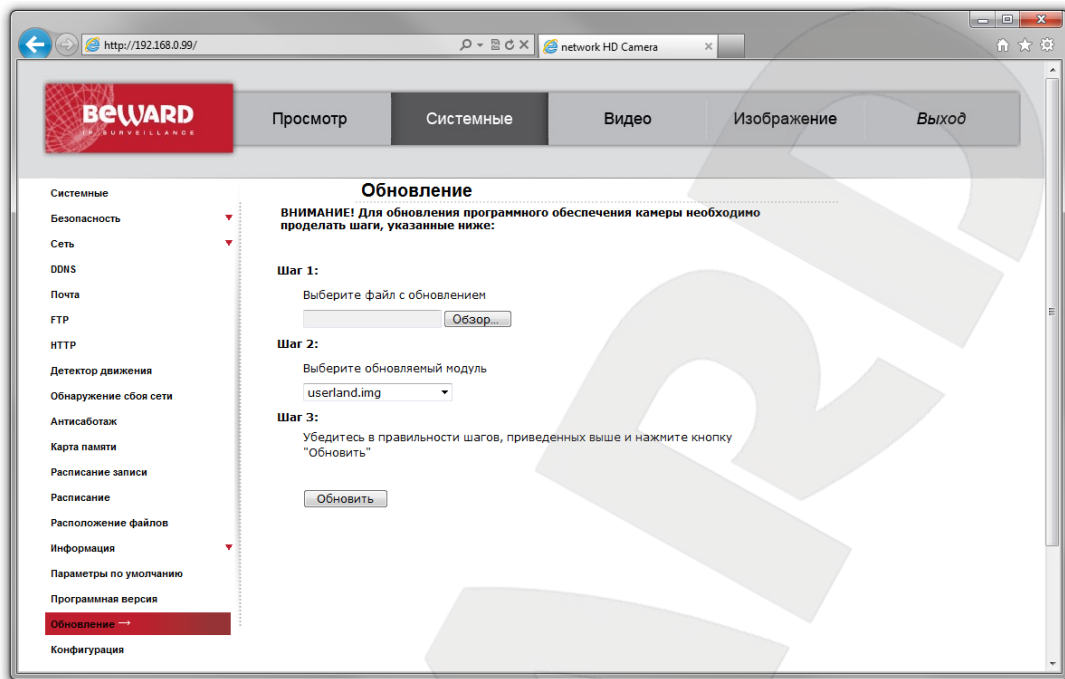 http://192.168.0.99/
network HD Camera
BEWARD
IP SURVEILLANCE
Просмотр
Системные
Видео
Изображение
Выход
Системные
Безопасность
Сеть
DDNS
Почта
FTP
HTTP
Детектор движения
Обнаружение сбоя сети
Антисаботаж
Карта памяти
Расписание записи
Расписание
Расположение файлов
Информация
Параметры по умолчанию
Программная версия
Обновление →
Конфигурация
Обновление
ВНИМАНИЕ! Для обновления программного обеспечения камеры необходимо
проделать шаги, указанные ниже:
Шаг 1:
Выберите файл с обновлением
Обзор...
Шаг 2:
Выберите обновляемый модуль
userland.img
Шаг 3:
Убедитесь в правильности шагов, приведенных выше и нажмите кнопку
"Обновить"
Обновить